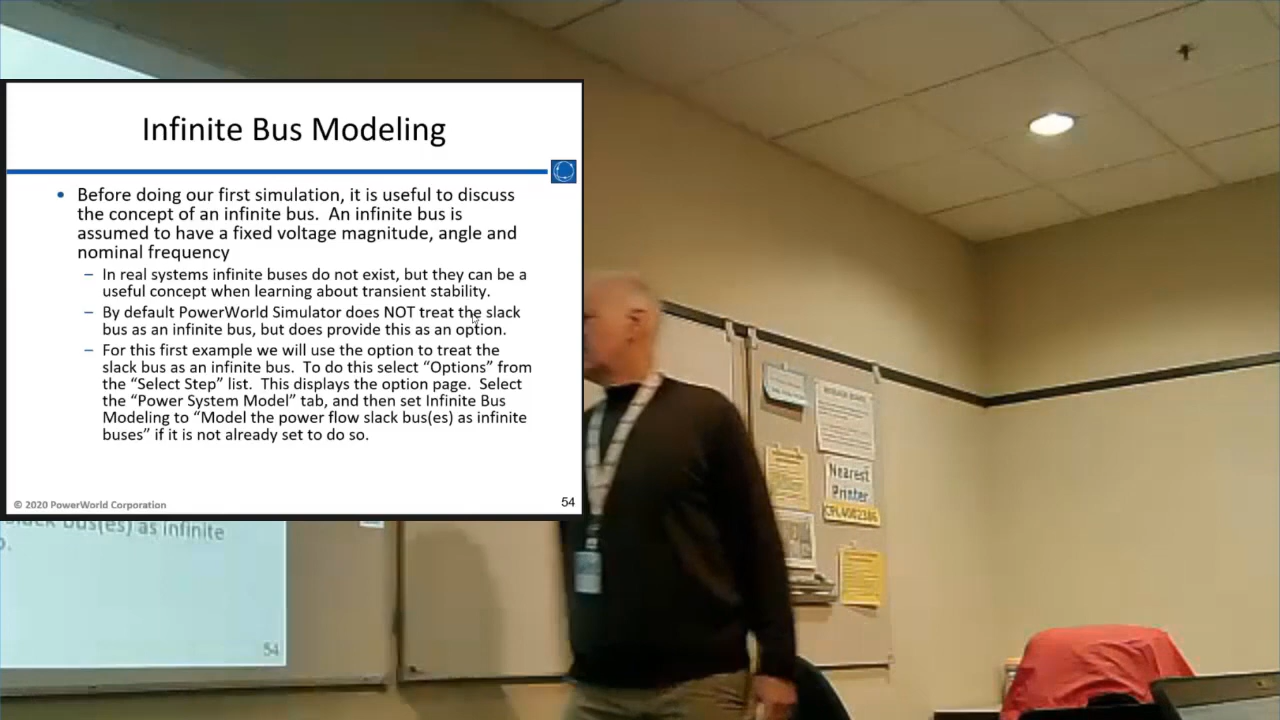 Infinite Bus Modeling
• Before doing our first simulation, it is useful to discuss
the concept of an infinite bus. An infinite bus is
assumed to have a fixed voltage magnitude, angle and
nominal frequency
– In real systems infinite buses do not exist, but they can be a
useful concept when learning about transient stability.
– By default PowerWorld Simulator does NOT treat the slack
bus as an infinite bus, but does provide this as an option.
– For this first example we will use the option to treat the
slack bus as an infinite bus. To do this select “Options” from
the “Select Step” list. This displays the option page. Select
the “Power System Model” tab, and then set Infinite Bus
Modeling to “Model the power flow slack bus(es) as infinite
buses” if it is not already set to do so.
© 2020 PowerWorld Corporation
54
slack bus(es) as infinite
54
Nearest
Printer